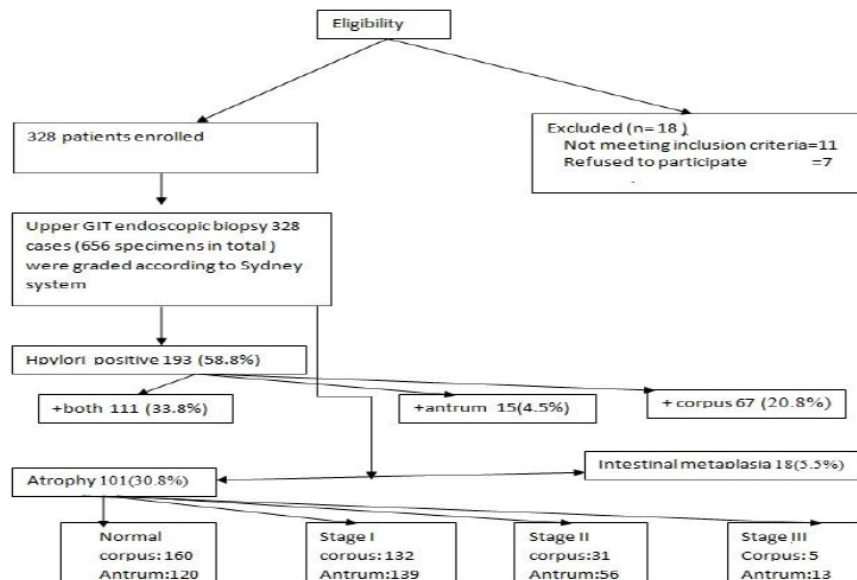 Eligibility
328 patients enrolled
Excluded (n= 18 )
Not meeting inclusion criteria=11
Refused to participate =7
Upper GIT endoscopic biopsy 328
cases (656 specimens in total )
were graded according to Sydney
system
Hpylori positive 193 (58.8%)
+both 111 (33.8%)
+antrum 15(4.5%)
+ corpus 67 (20.8%)
Intestinal metaplasia 18(5.5%)
Atrophy 101(30.8%)
Normal
corpus:160
Antrum:120
Stage I
corpus:132
Antrum:139
Stage II
corpus:31
Antrum:56
Stage III
Corpus:5
Antrum:13